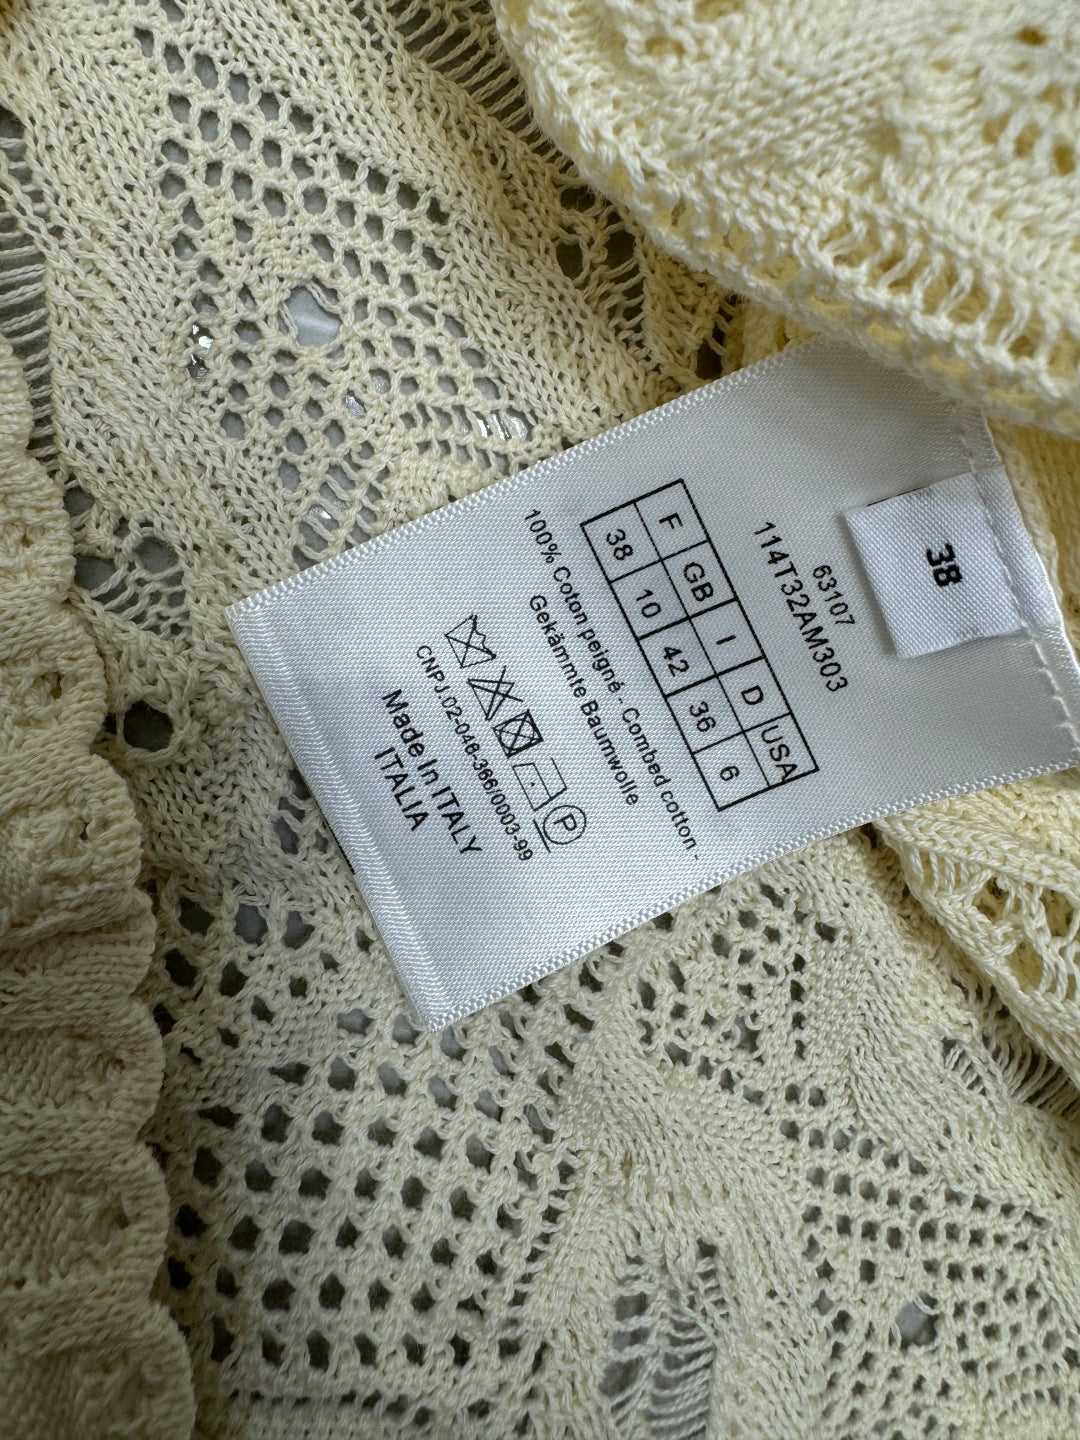 38
63107
114T32AM303
F GB I D USA
38 10 42 36 6
100% Coton peigné - Combed cotton -
Gekämmte Baumwolle
P
CNPJ.02-046-366/0003-99
Made In ITALY
ITALIA